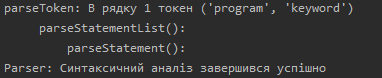 parseToken: В рядку 1 токен ('program', 'keyword')
parseStatementList():
parseStatement():
Parser: Синтаксичний аналіз завершився успішно